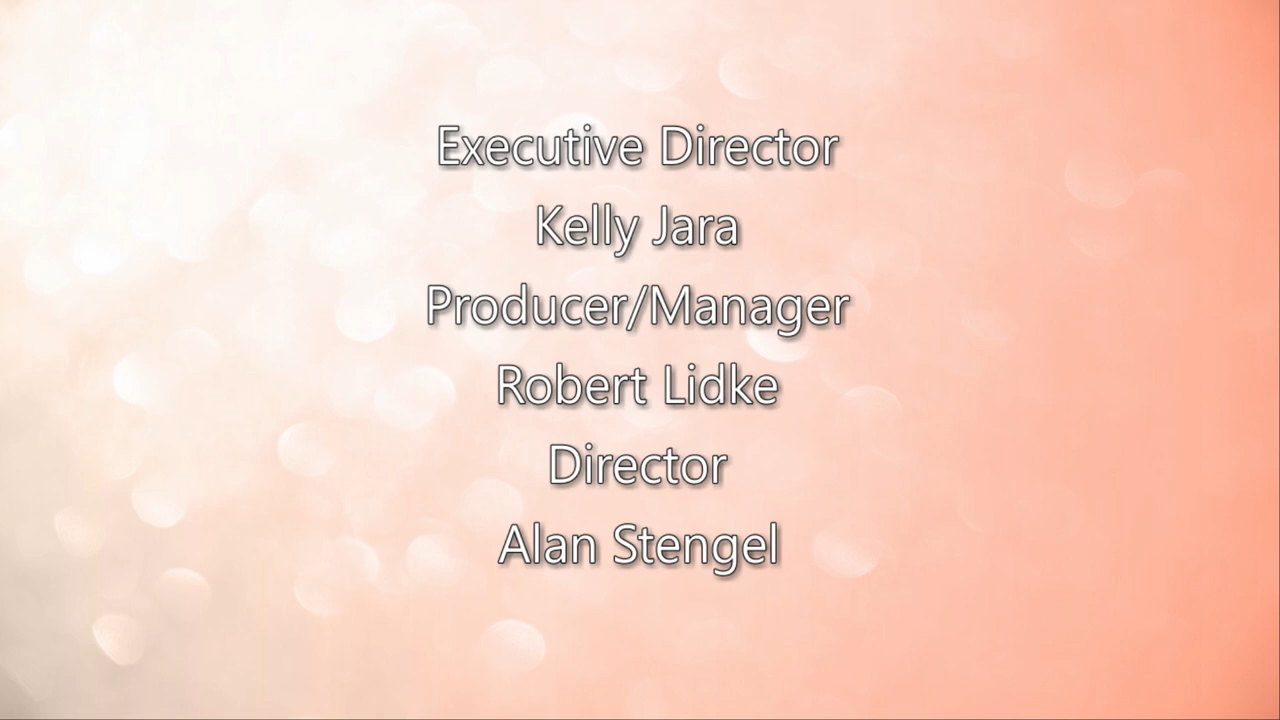 Executive Director
Kelly Jara
Producer/Manager
Robert Lidke
Director
Alan Stengel